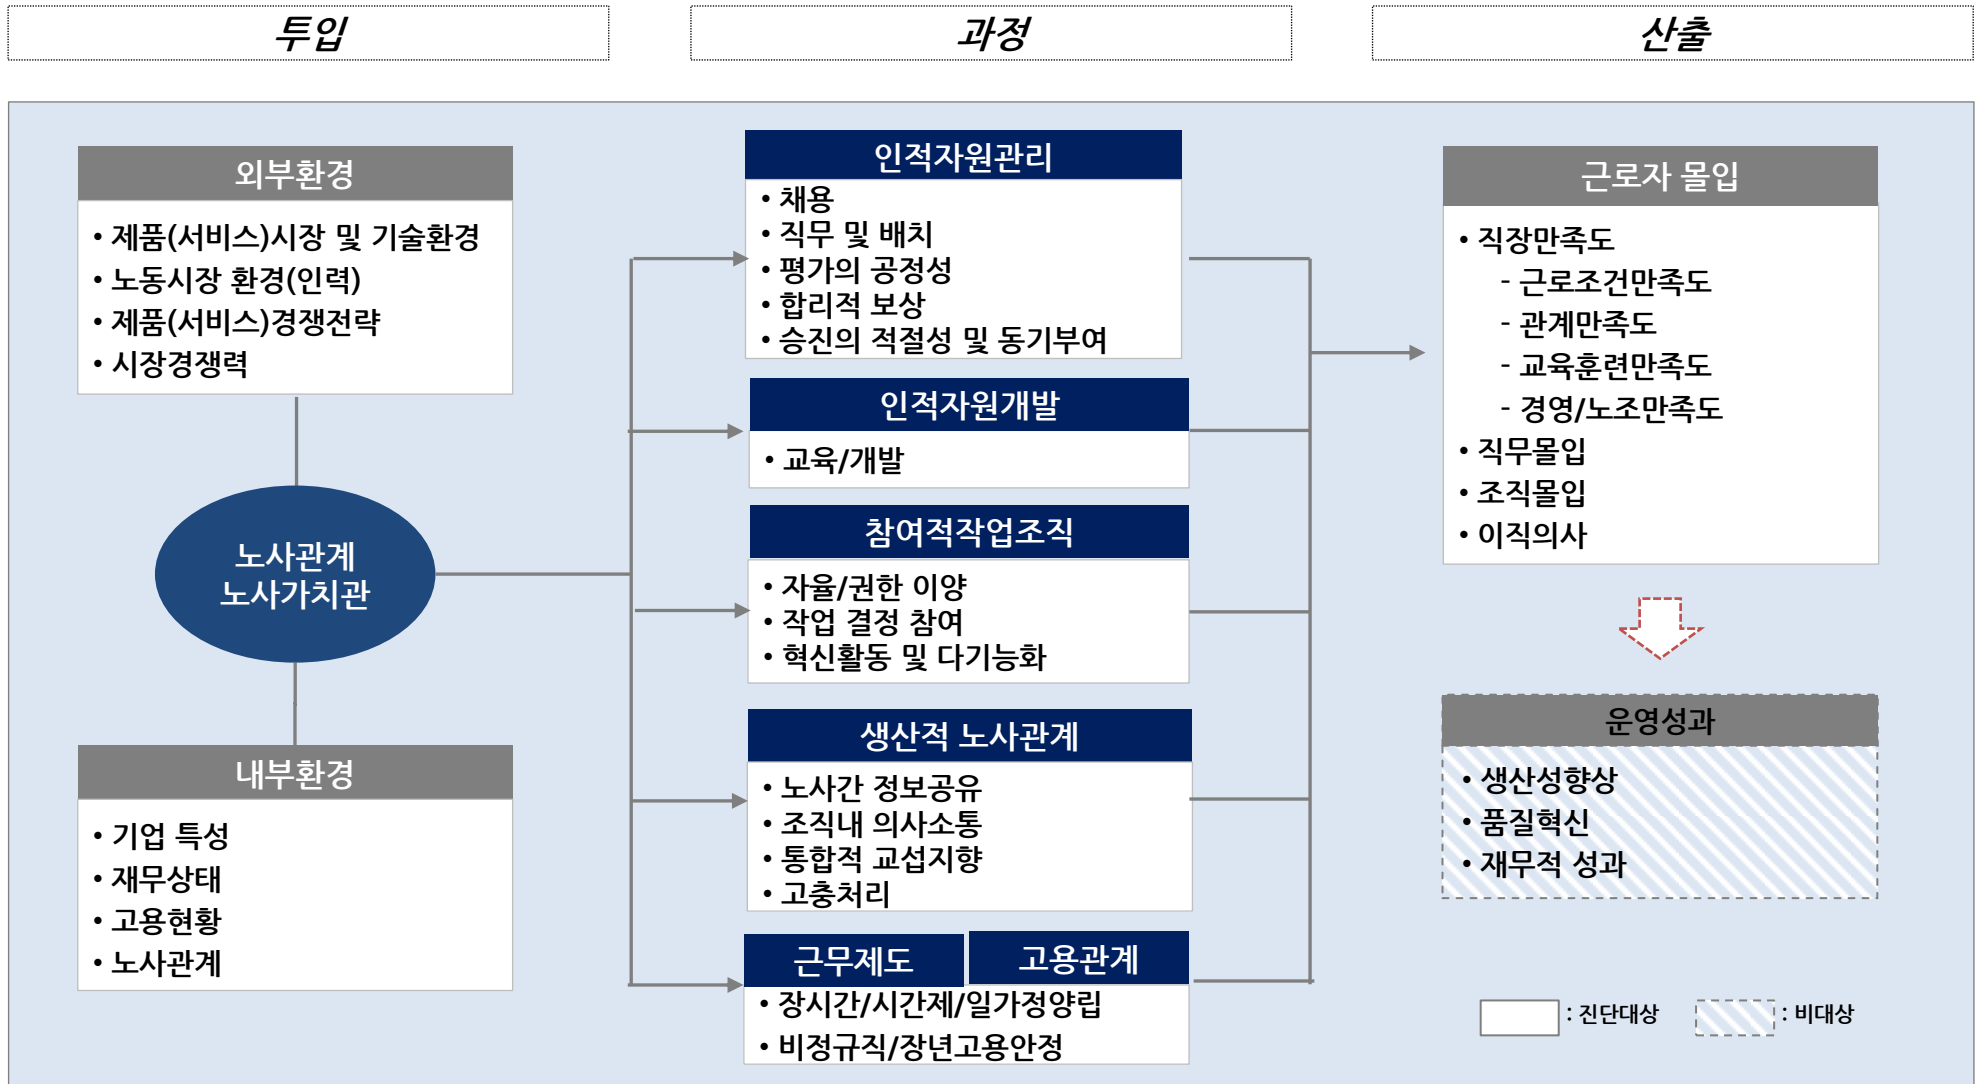 투입
과정
산출
외부환경
• 제품(서비스)시장 및 기술환경
• 노동시장 환경(인력)
• 제품(서비스)경쟁전략
• 시장경쟁력
노사관계
노사가치관
내부환경
• 기업 특성
• 재무상태
• 고용현황
• 노사관계
인적자원관리
• 채용
• 직무 및 배치
• 평가의 공정성
• 합리적 보상
• 승진의 적절성 및 동기부여
인적자원개발
• 교육/개발
참여적작업조직
• 자율/권한 이양
• 작업 결정 참여
• 혁신활동 및 다기능화
생산적 노사관계
• 노사간 정보공유
• 조직내 의사소통
• 통합적 교섭지향
• 고충처리
근무제도
고용관계
• 장시간/시간제/일가정양립
• 비정규직/장년고용안정
근로자 몰입
• 직장만족도
- 근로조건만족도
- 관계만족도
- 교육훈련만족도
- 경영/노조만족도
• 직무몰입
• 조직몰입
• 이직의사
운영성과
• 생산성향상
• 품질혁신
• 재무적 성과
: 진단대상
: 비대상